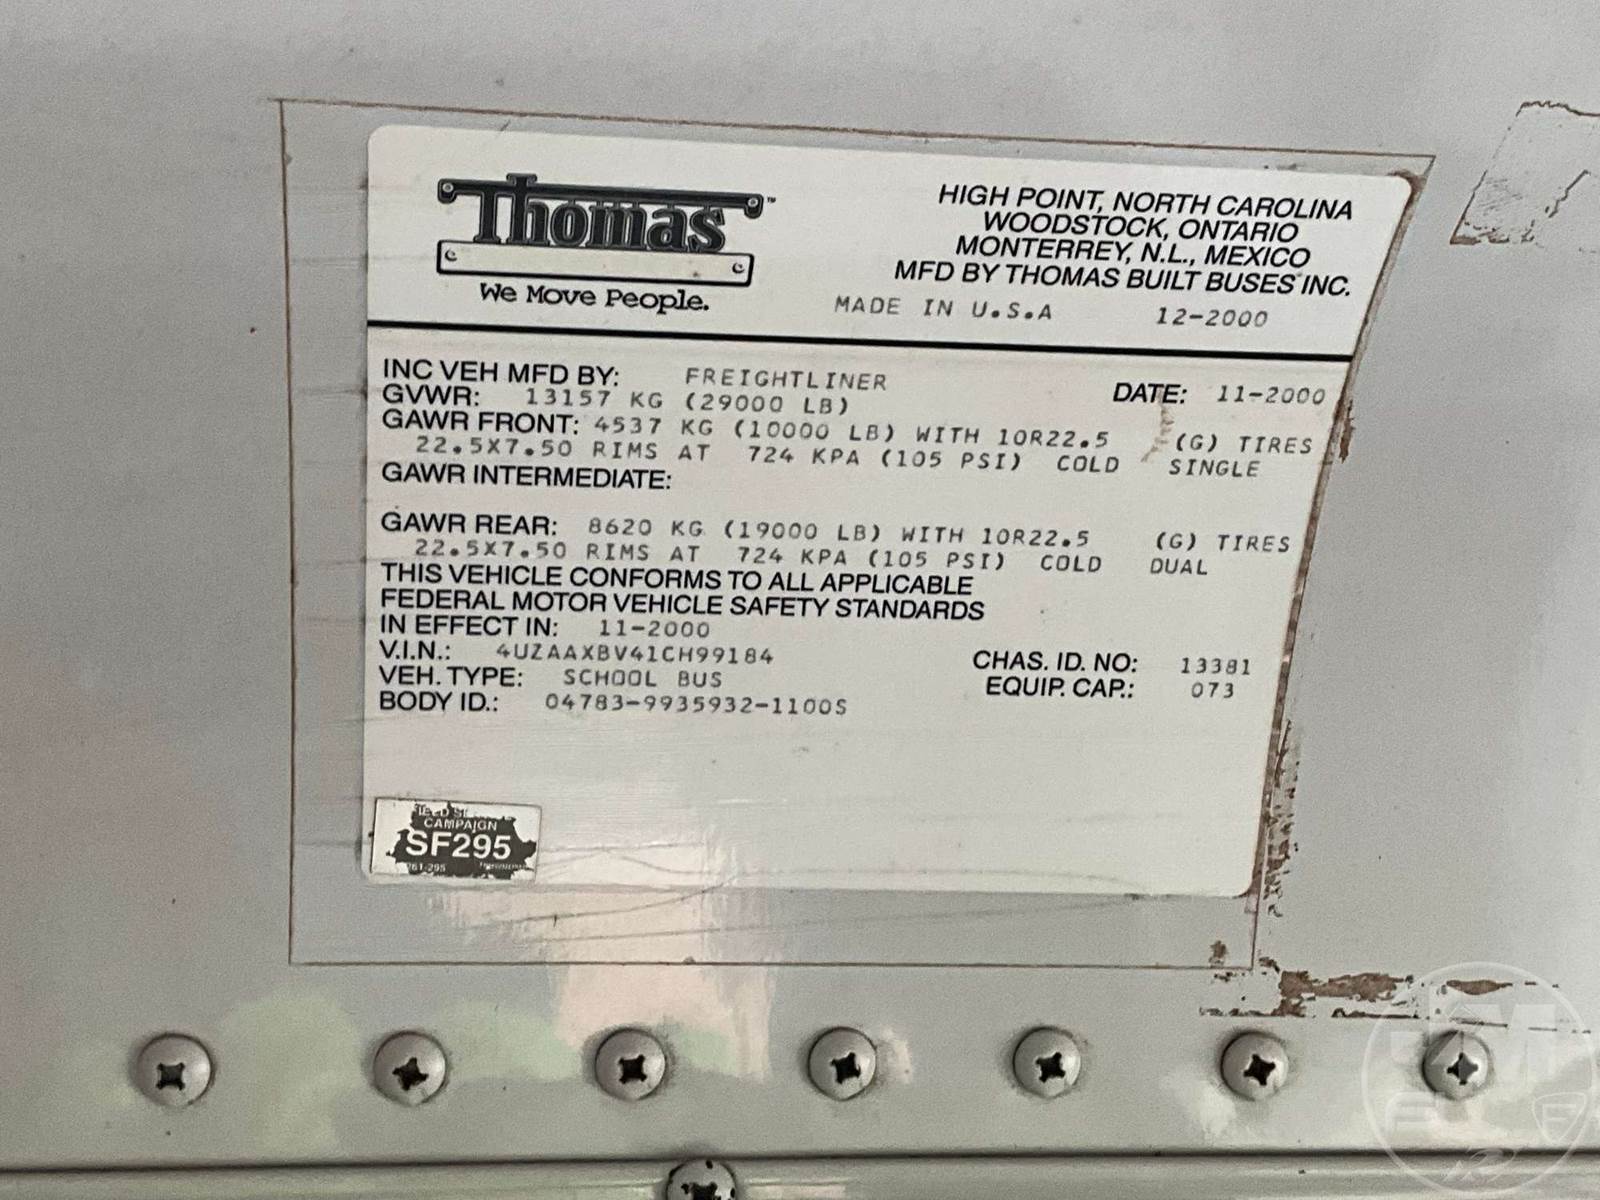 Thomas™
We Move People.
HIGH POINT, NORTH CAROLINA
WOODSTOCK, ONTARIO
MONTERREY, N.L., MEXICO
MFD BY THOMAS BUILT BUSES INC.
MADE IN U.S.A 12-2000
INC VEH MFD BY: FREIGHTLINER DATE: 11-2000
GVWR: 13157 KG (29000 LB)
GAWR FRONT: 4537 KG (10000 LB) WITH 10R22.5 (G) TIRES
22.5X7.50 RIMS AT 724 KPA (105 PSI) COLD SINGLE
GAWR INTERMEDIATE:
GAWR REAR: 8620 KG (19000 LB) WITH 10R22.5 (G) TIRES
22.5X7.50 RIMS AT 724 KPA (105 PSI) COLD DUAL
THIS VEHICLE CONFORMS TO ALL APPLICABLE
FEDERAL MOTOR VEHICLE SAFETY STANDARDS
IN EFFECT IN: 11-2000
V.I.N.: 4UZAAXBV41CH99184 CHAS. ID. NO: 13381
VEH. TYPE: SCHOOL BUS EQUIP. CAP.: 073
BODY ID.: 04783-9935932-1100S
CAMPAIGN
SF295